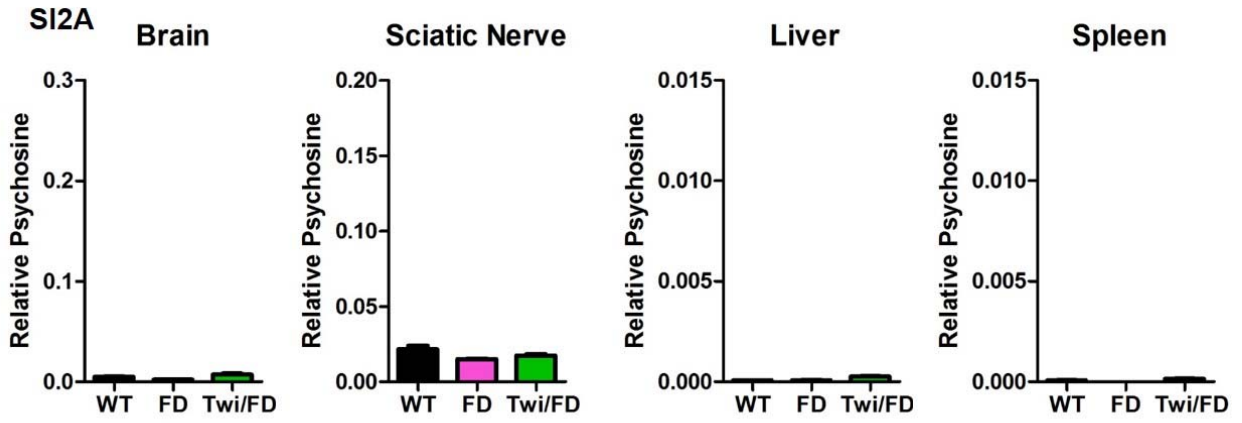 SI2A
Brain
Relative Psychosine
0.3
0.2
0.1
0.0
WT FD Twi/FD
Sciatic Nerve
Relative Psychosine
0.20
0.15
0.10
0.05
0.00
WT FD Twi/FD
Liver
Relative Psychosine
0.015
0.010
0.005
0.000
WT FD Twi/FD
Spleen
Relative Psychosine
0.015
0.010
0.005
0.000
WT FD Twi/FD